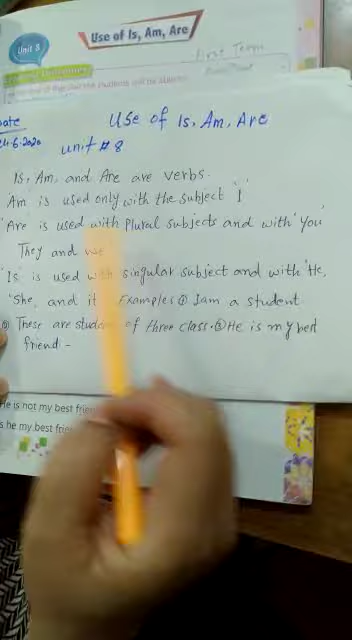 Unit 8
Use of Is, Am, Are
First Term
Date
Use of Is, Am, Are
unit # 8
Is, Am, and Are are verbs.
'Am' is used only with the subject 'I'
'Are is used with plural subjects and with 'You'
They and we
'Is' is used with singular subject and with 'He,
'She, and it Examples ① I am a student
② These are of three class. ③ He is my best
friend -
He is not my best
s he my best